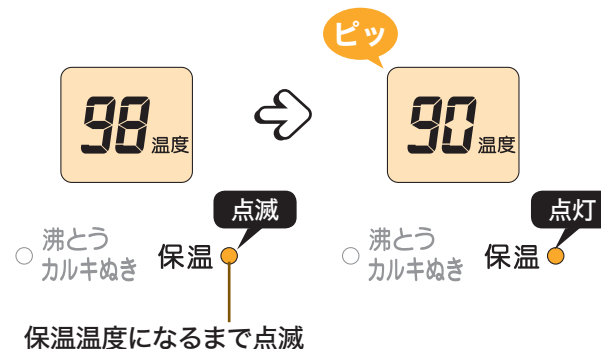 ピッ
98 温度
90 温度
点滅
点灯
沸とう
カルキぬき
保温
沸とう
カルキぬき
保温
保温温度になるまで点滅